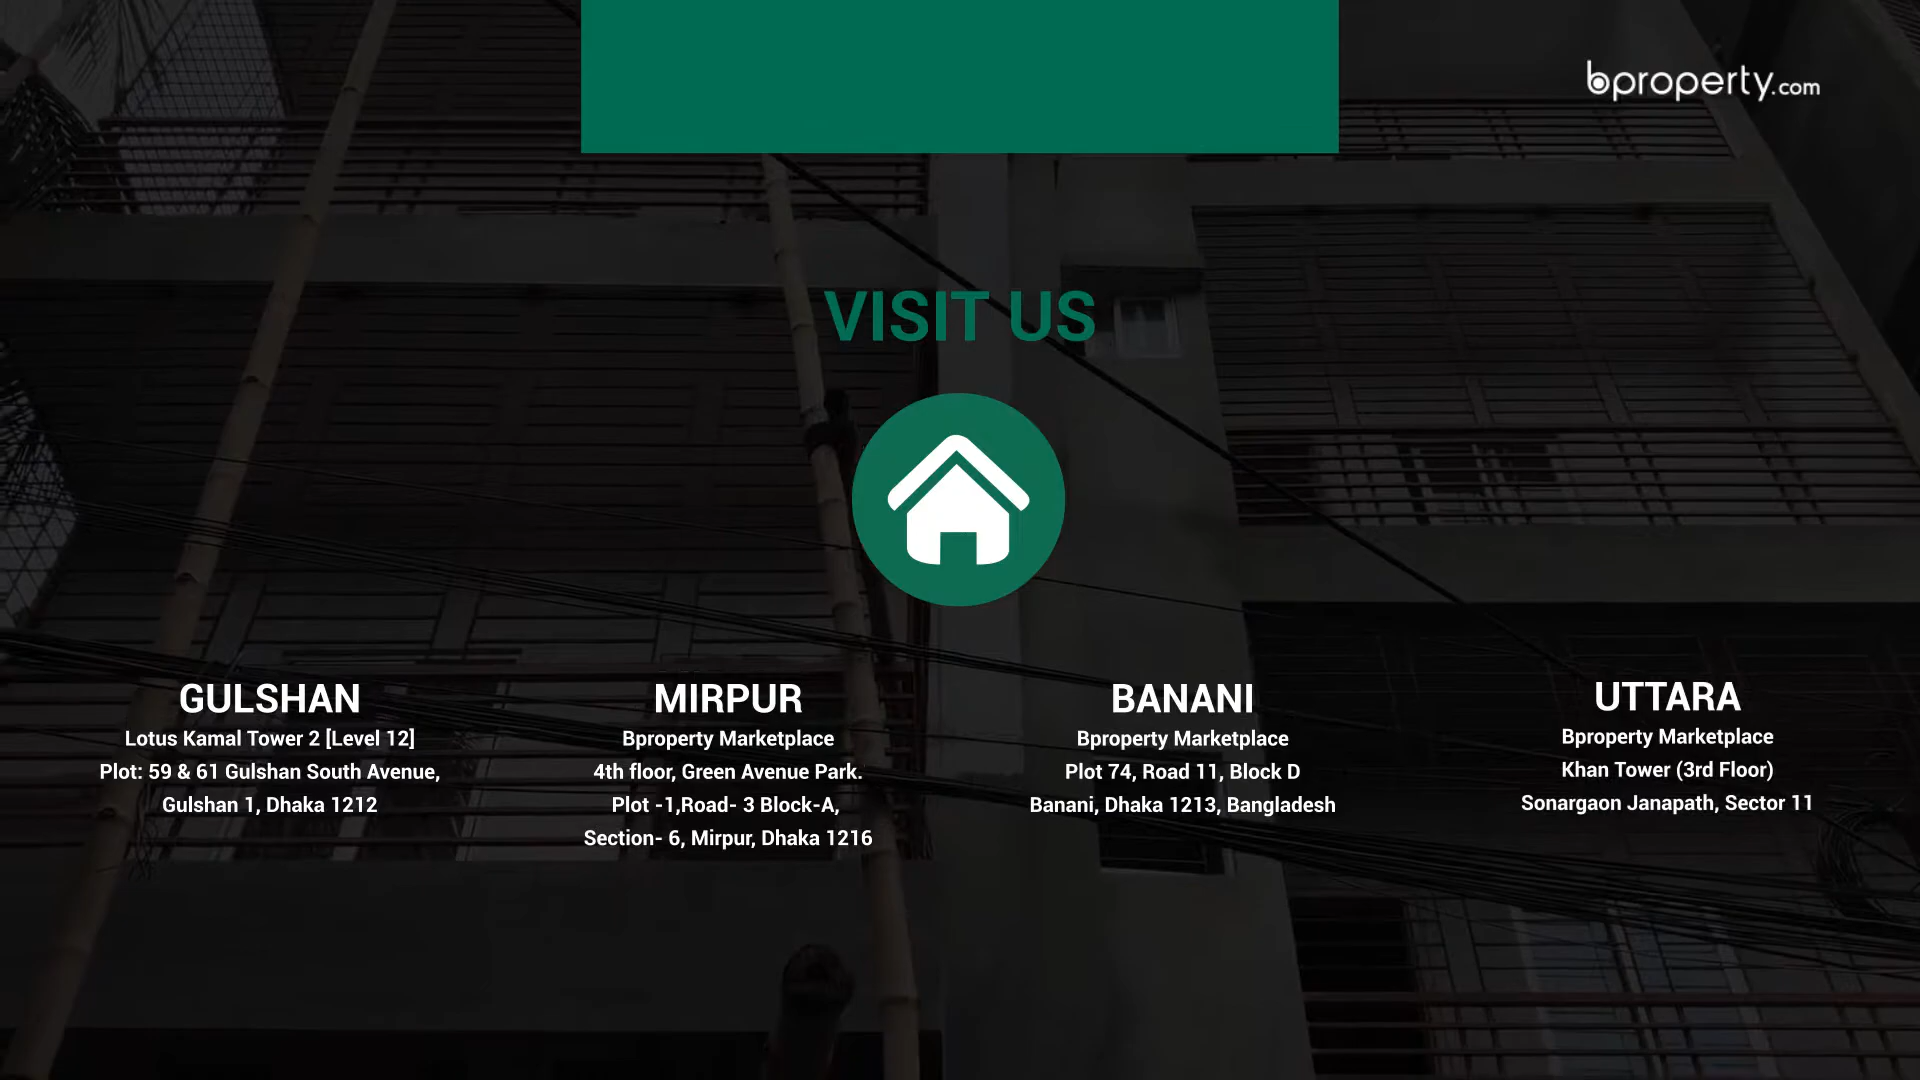 bproperty.com
VISIT US
GULSHAN
Lotus Kamal Tower 2 [Level 12]
Plot: 59 & 61 Gulshan South Avenue,
Gulshan 1, Dhaka 1212
MIRPUR
Bproperty Marketplace
4th floor, Green Avenue Park.
Plot -1,Road- 3 Block-A,
Section- 6, Mirpur, Dhaka 1216
BANANI
Bproperty Marketplace
Plot 74, Road 11, Block D
Banani, Dhaka 1213, Bangladesh
UTTARA
Bproperty Marketplace
Khan Tower (3rd Floor)
Sonargaon Janapath, Sector 11